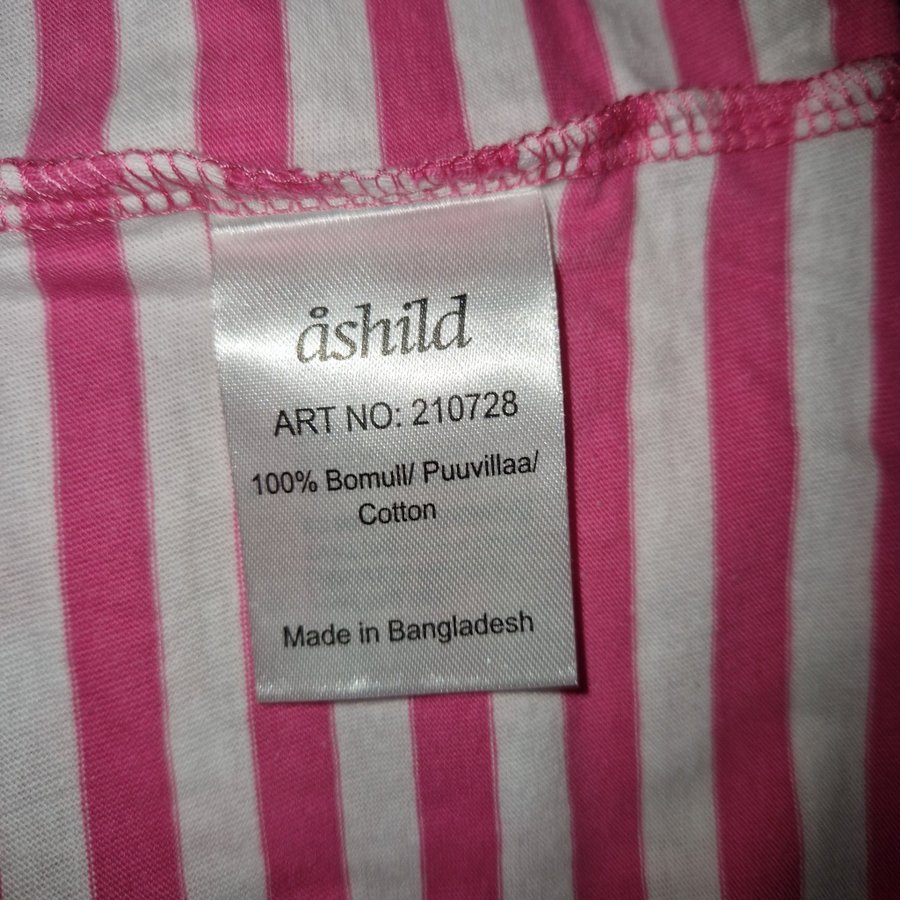 åshild
ART NO: 210728
100% Bomull/ Puuvillaa/
Cotton
Made in Bangladesh